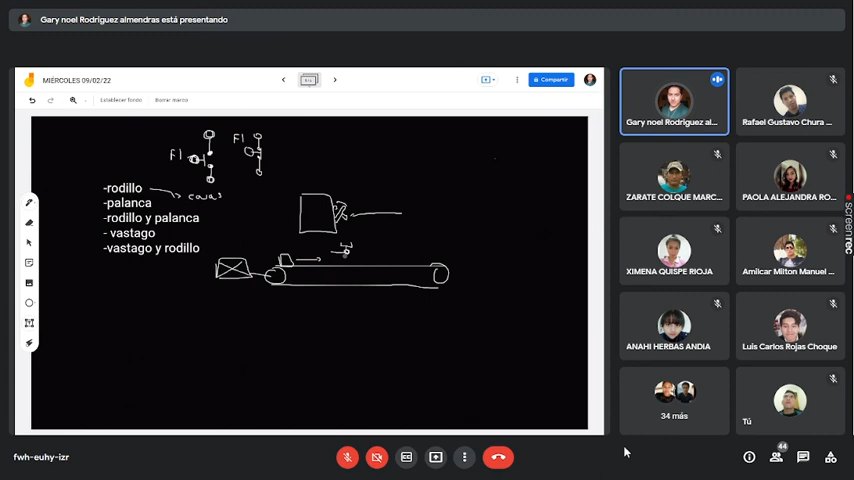 Gary noel Rodriguez almendras está presentando
MIÉRCOLES 09/02/22
Compartir
Establecer fondo
Borrar marco
F1
F1
-rodillo
cavas
-palanca
-rodillo y palanca
- vastago
-vastago y rodillo
Gary noel Rodriguez al...
Rafael Gustavo Chura ...
ZARATE COLQUE MARC...
PAOLA ALEJANDRA RO...
XIMENA QUISPE RIOJA
Amilcar Milton Manuel ...
ANAHI HERBAS ANDIA
Luis Carlos Rojas Choque
34 más
Tú
fwh-euhy-izr
44
screenrec